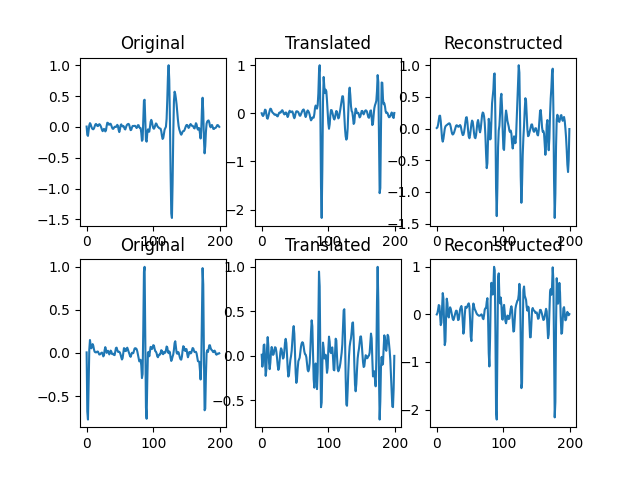 Original Translated Reconstructed
1.0 1 1.0
0.5 0.5
0.0 0 0.0
−0.5 −0.5
−1.0 −1 −1.0
−1.5 −2 −1.5
0 100 200 0 100 200 0 100 200
Original Translated Reconstructed
1.0 1.0 1
0.5 0.5 0
0.0 0.0 −1
−0.5 −0.5 −2
0 100 200 0 100 200 0 100 200